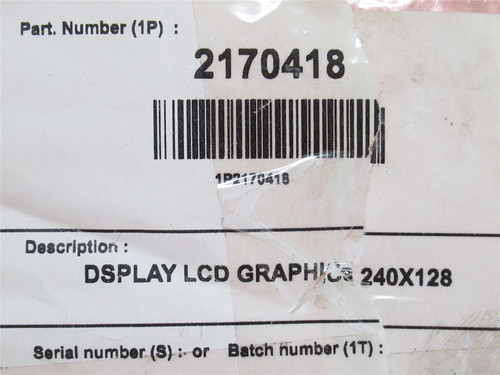 Part. Number (1P) :
2170418
1P2170418
Description :
DSPLAY LCD GRAPHICS 240X128
Serial number (S) : or Batch number (1T) :